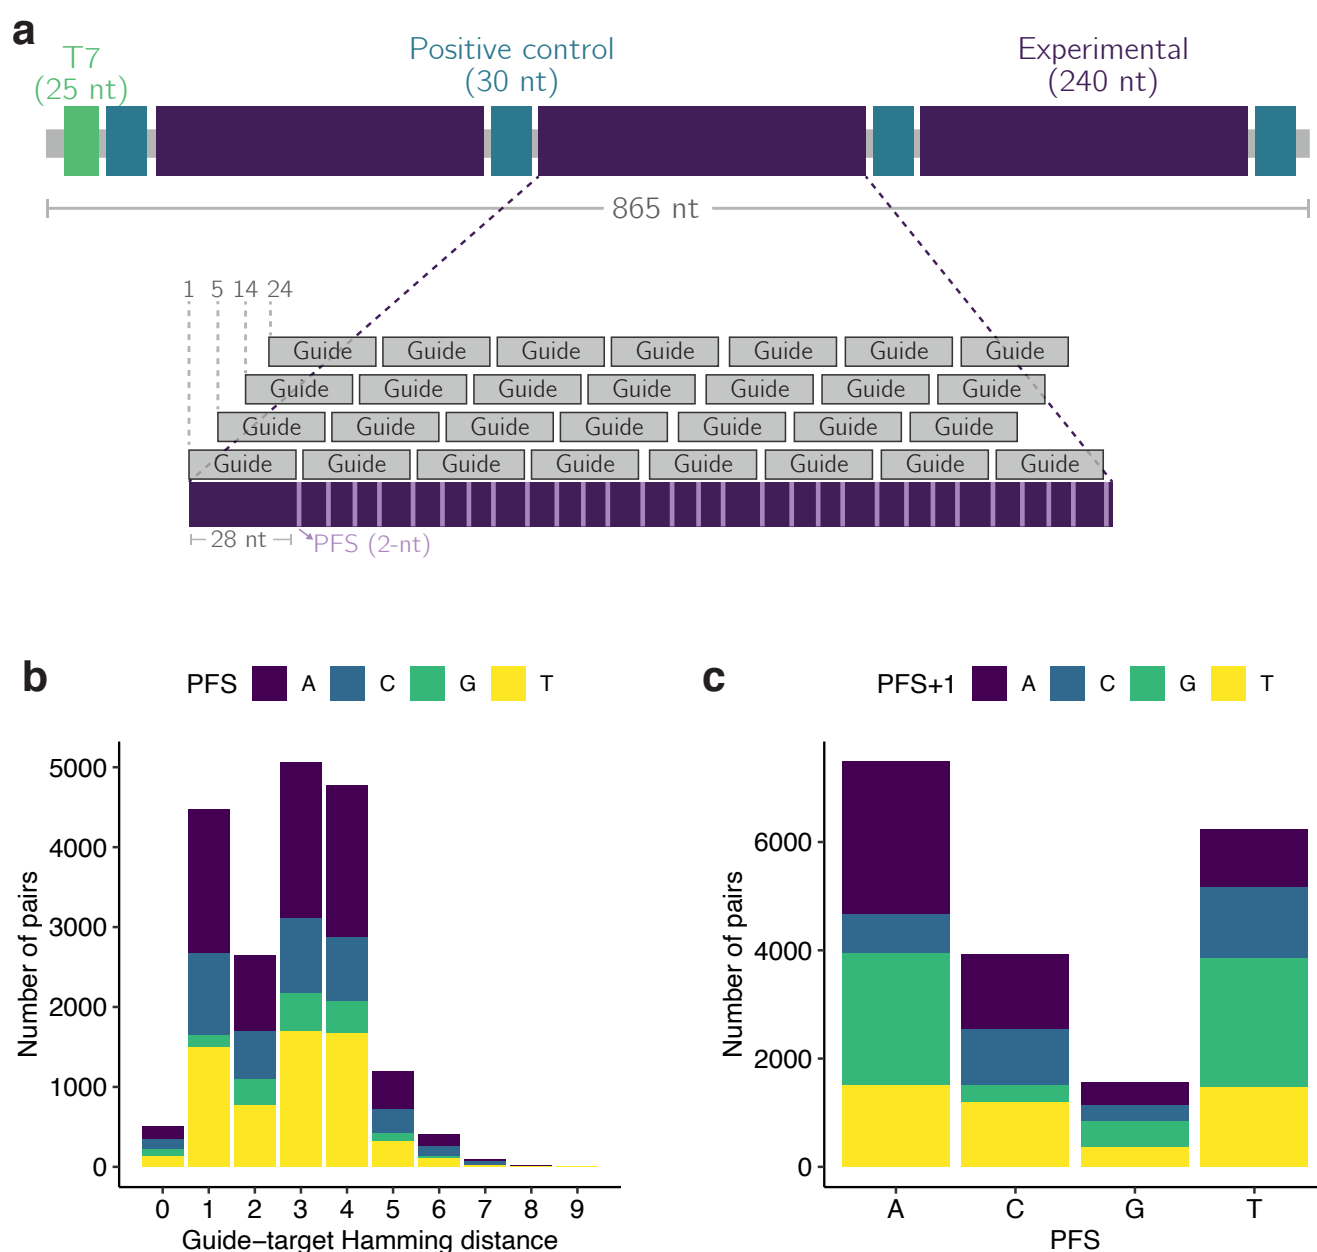 a
T7
(25 nt)
Positive control
(30 nt)
Experimental
(240 nt)
865 nt
1 5 14 24
Guide Guide Guide Guide Guide Guide Guide
Guide Guide Guide Guide Guide Guide Guide
Guide Guide Guide Guide Guide Guide Guide
Guide Guide Guide Guide Guide Guide Guide Guide
28 nt PFS (2-nt)
b
PFS A C G T
Number of pairs
5000
4000
3000
2000
1000
0
0 1 2 3 4 5 6 7 8 9
Guide–target Hamming distance
c
PFS+1 A C G T
Number of pairs
6000
4000
2000
0
A C G T
PFS